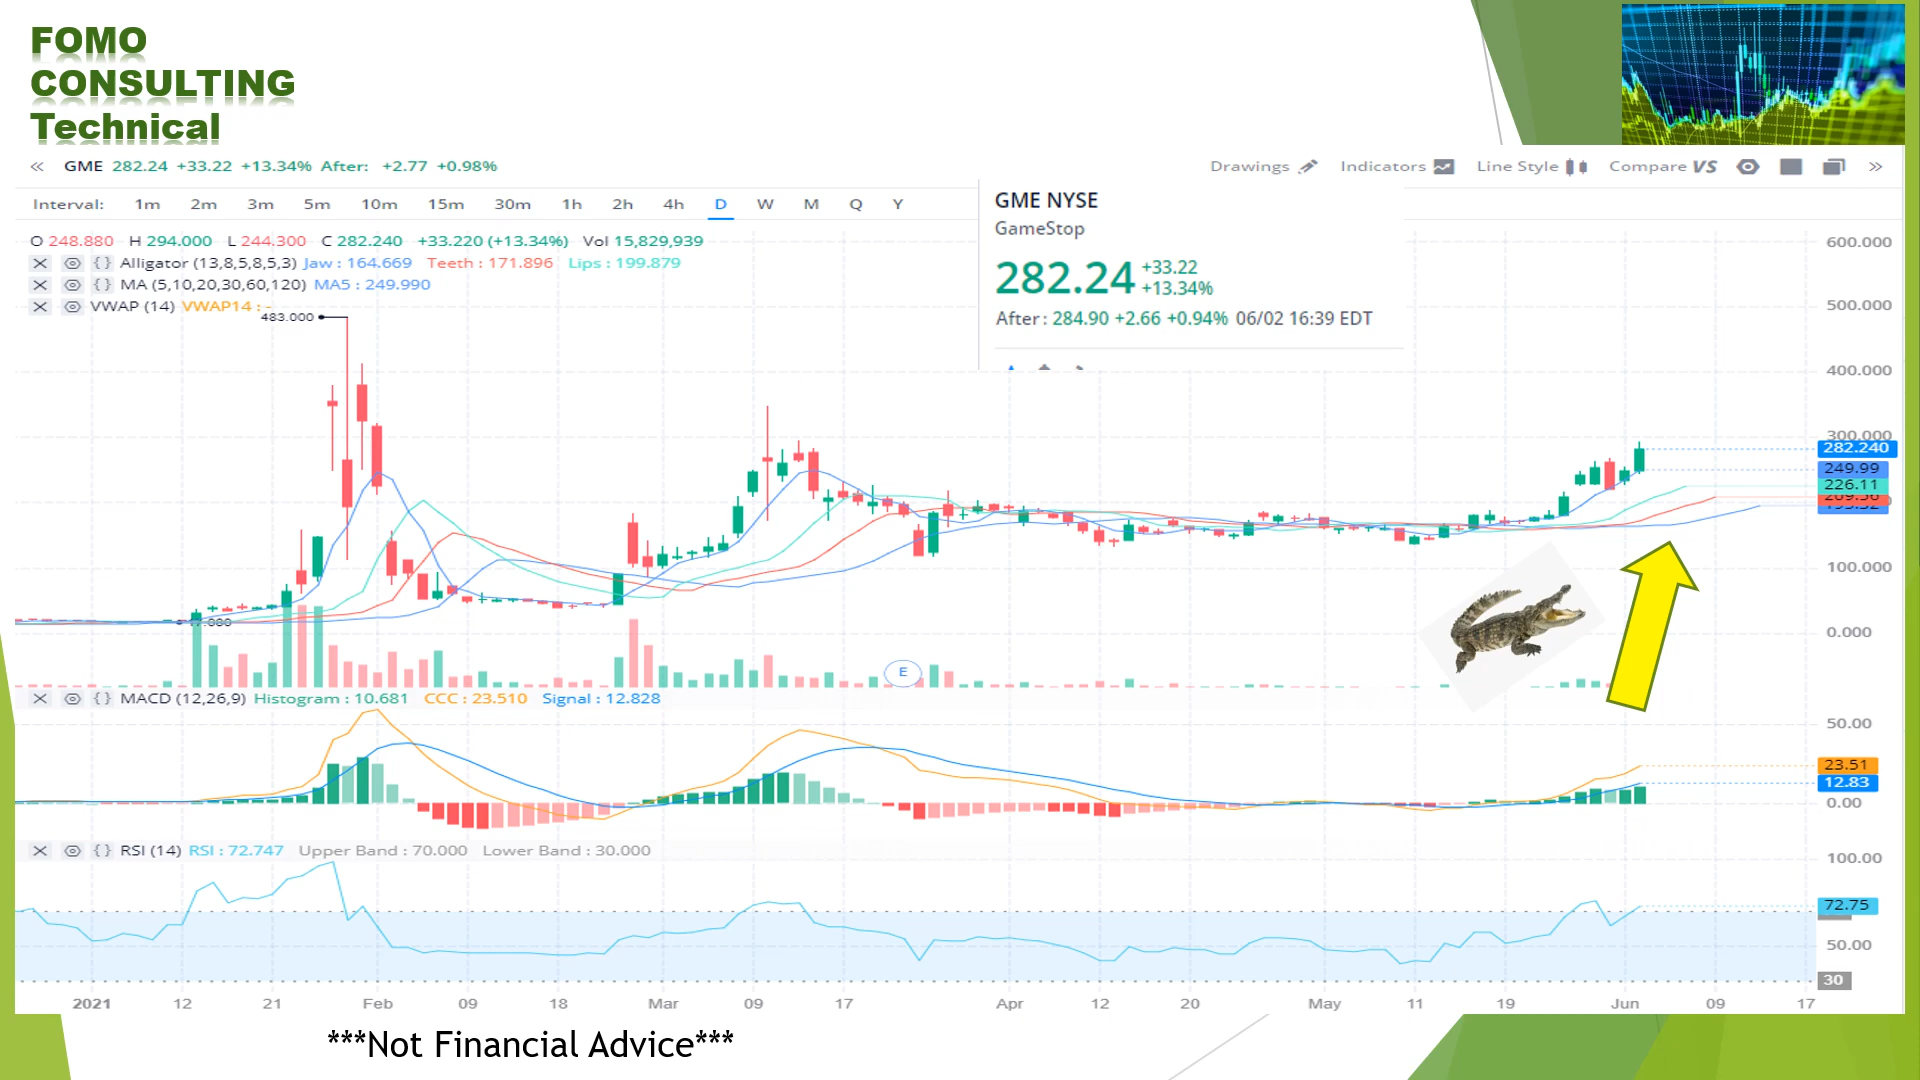 FOMO
CONSULTING
Technical
GME 282.24 +33.22 +13.34% After: +2.77 +0.98%
Drawings Indicators Line Style Compare VS
Interval: 1m 2m 3m 5m 10m 15m 30m 1h 2h 4h D W M Q Y
GME NYSE
GameStop
282.24 +33.22
+13.34%
After: 284.90 +2.66 +0.94% 06/02 16:39 EDT
O 248.880 H 294.000 L 244.300 C 282.240 +33.220 (+13.34%) Vol 15,829,939
Alligator (13,8,5,8,5,3) Jaw : 164.669 Teeth : 171.896 Lips : 199.879
MA (5,10,20,30,60,120) MA5 : 249.990
VWAP (14) VWAP14 : -
483.000
600.000
500.000
400.000
300.000
282.240
249.99
226.11
100.000
0.000
E
MACD (12,26,9) Histogram : 10.681 CCC : 23.510 Signal : 12.828
50.00
23.51
12.83
0.00
RSI (14) RSI : 72.747 Upper Band : 70.000 Lower Band : 30.000
100.00
72.75
50.00
30
2021 12 21 Feb 09 18 Mar 09 17 Apr 12 20 May 11 19 Jun 09 17
***Not Financial Advice***